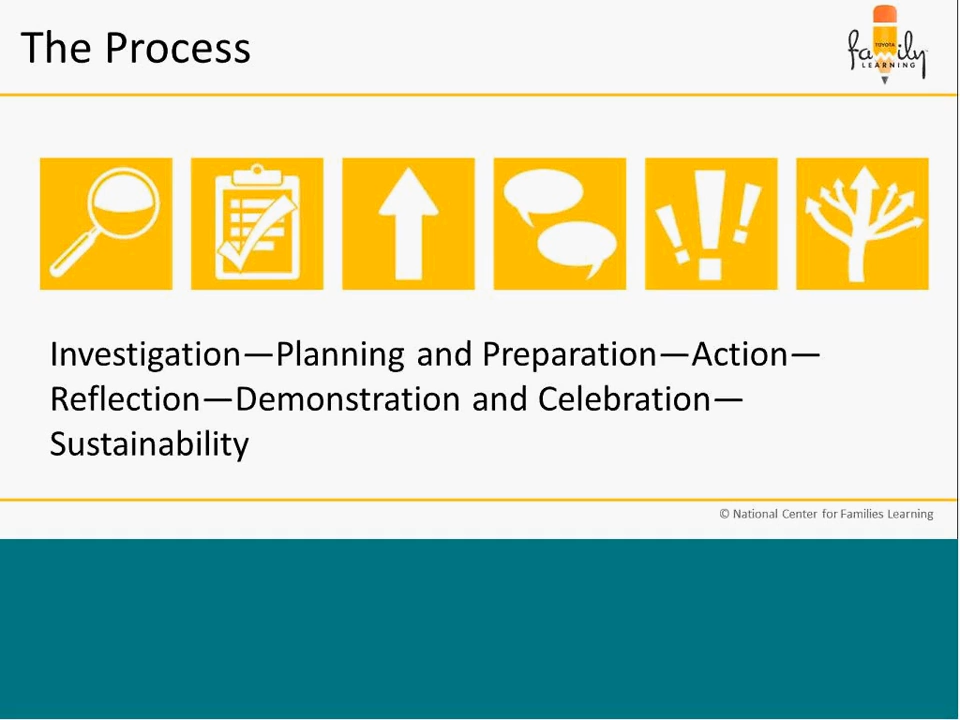 The Process
TOYOTA
family
LEARNING
Investigation—Planning and Preparation—Action—
Reflection—Demonstration and Celebration—
Sustainability
© National Center for Families Learning